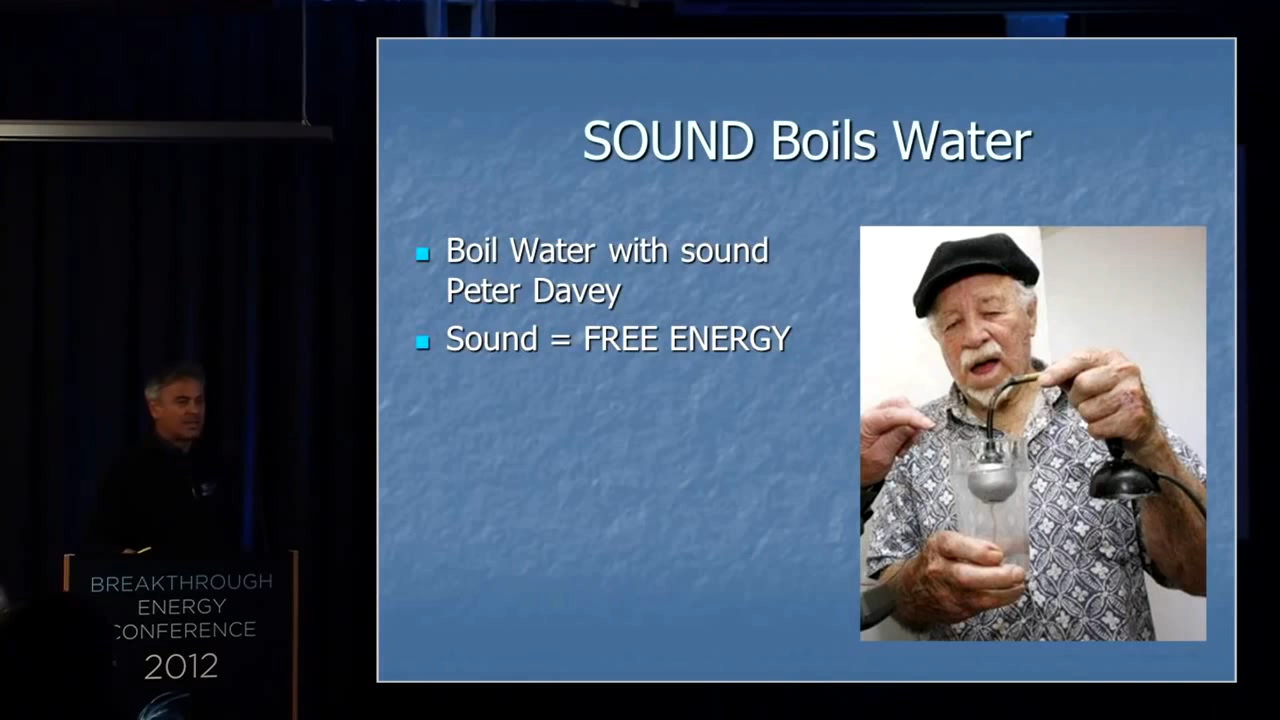 SOUND Boils Water
Boil Water with sound
Peter Davey
Sound = FREE ENERGY
BREAKTHROUGH
ENERGY
CONFERENCE
2012